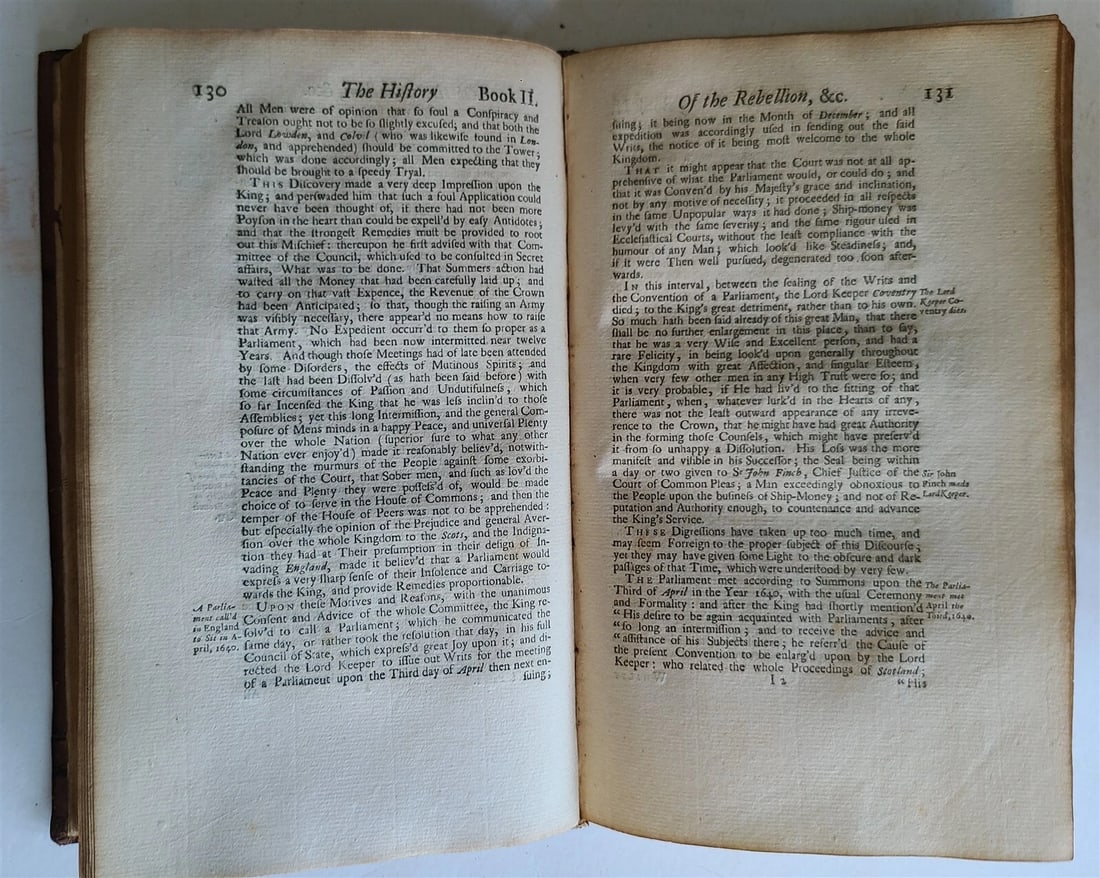 130 The Hiſtory Book II.
All Men were of opinion that ſo foul a Conſpiracy and
Treaſon ought not to be ſo ſlightly excuſed; and that both the
Lord Lowden, and Colvil (who was likewiſe found in Lon-
don, and apprehended) ſhould be committed to the Tower;
which was done accordingly; all Men expecting that they
ſhould be brought to a ſpeedy Tryal.
THIS Diſcovery made a very deep Impreſſion upon the
King; and perſwaded him that ſuch a foul Application could
never have been thought of, if there had not been more
Poyſon in the heart than could be expell'd by eaſy Antidotes;
and that the ſtrongeſt Remedies muſt be provided to root
out this Miſchief: thereupon he firſt adviſed with that Com-
mittee of the Council, which uſed to be conſulted in Secret
affairs, What was to be done. That Summers action had
waſted all the Money that had been carefully laid up; and
to carry on that vaſt Expence, the Revenue of the Crown
had been Anticipated; ſo that, though the raiſing an Army
was viſibly neceſſary, there appear'd no means how to raiſe
that Army. No Expedient occurr'd to them ſo proper as a
Parliament, which had been now intermitted near twelve
Years. And though thoſe Meetings had of late been attended
by ſome Diſorders, the effects of Mutinous Spirits; and
the laſt had been Diſſolv'd (as hath been ſaid before) with
ſome circumſtances of Paſſion and Undutifulneſs, which
ſo far Incenſed the King that he was leſs inclin'd to thoſe
Aſſemblies; yet this long Intermiſſion, and the general Com-
poſure of Mens minds in a happy Peace, and univerſal Plenty
over the whole Nation (ſuperior ſure to what any other
Nation ever enjoy'd) made it reaſonably believ'd, notwith-
ſtanding the murmurs of the People againſt ſome exorbi-
tancies of the Court, that Sober men, and ſuch as lov'd the
Peace and Plenty they were poſſeſs'd of, would be made
choice of to ſerve in the Houſe of Commons; and then the
temper of the Houſe of Peers was not to be apprehended:
but eſpecially the opinion of the Prejudice and general Aver-
ſion over the whole Kingdom to the Scots, and the Indigna-
tion they had at Their preſumption in their deſign of In-
vading England, made it believ'd that a Parliament would
expreſs a very ſharp ſenſe of their Inſolence and Carriage to-
wards the King, and provide Remedies proportionable.
UPON theſe Motives and Reaſons, with the unanimous
Conſent and Advice of the whole Committee, the King re-
ſolv'd to call a Parliament; which he communicated the
ſame day, or rather took the reſolution that day, in his full
Council of State, which expreſs'd great Joy upon it; and di-
rected the Lord Keeper to iſſue out Writs for the meeting
of a Parliament upon the Third day of April then next en-
ſuing;
A Parlia-
ment call'd
in England
to Sit in A-
pril, 1640.
Of the Rebellion, &c. 131
ſuing; it being now in the Month of December; and all
expedition was accordingly uſed in ſending out the ſaid
Writs, the notice of it being moſt welcome to the whole
Kingdom.
THAT it might appear that the Court was not at all ap-
prehenſive of what the Parliament would, or could do; and
that it was Conven'd by his Majeſty's grace and inclination,
not by any motive of neceſſity; it proceeded in all reſpects
in the ſame Unpopular ways it had done; Ship-money was
levy'd with the ſame ſeverity; and the ſame rigour uſed in
Eccleſiaſtical Courts, without the leaſt compliance with the
humour of any Man; which look'd like Steadineſs; and,
if it were Then well purſued, degenerated too ſoon after-
wards.
IN this interval, between the ſealing of the Writs and
the Convention of a Parliament, the Lord Keeper Coventry
died; to the King's great detriment, rather than to his own.
So much hath been ſaid already of this great Man, that there
ſhall be no further enlargement in this place, than to ſay,
that he was a very Wiſe and Excellent perſon, and had a
rare Felicity, in being look'd upon generally throughout
the Kingdom with great Affection, and ſingular Eſteem,
when very few other men in any High Truſt were ſo; and
it is very probable, if He had liv'd to the ſitting of that
Parliament, when, whatever lurk'd in the Hearts of any,
there was not the leaſt outward appearance of any irreve-
rence to the Crown, that he might have had great Authority
in the forming thoſe Counſels, which might have preſerv'd
it from ſo unhappy a Diſſolution. His Loſs was the more
manifeſt and viſible in his Succeſſor; the Seal being within
a day or two given to Sr John Finch, Chief Juſtice of the
Court of Common Pleas; a Man exceedingly obnoxious to
the People upon the buſineſs of Ship-Money; and not of Re-
putation and Authority enough, to countenance and advance
the King's Service.
THESE Digreſſions have taken up too much time, and
may ſeem Forreign to the proper ſubject of this Diſcourſe;
yet they may have given ſome Light to the obſcure and dark
paſſages of that Time, which were underſtood by very few.
THE Parliament met according to Summons upon the
Third of April in the Year 1640, with the uſual Ceremony
and Formality: and after the King had ſhortly mention'd
"His deſire to be again acquainted with Parliaments, after
"ſo long an intermiſſion; and to receive the advice and
"aſſiſtance of his Subjects there; he referr'd the Cauſe of
the preſent Convention to be enlarg'd upon by the Lord
Keeper: who related the whole Proceedings of Scotland;
I 2 "His
The Lord
Keeper Co-
ventry dies.
Sir John
Finch made
Lord Keeper.
The Parlia-
ment met
April the
Third, 1640.